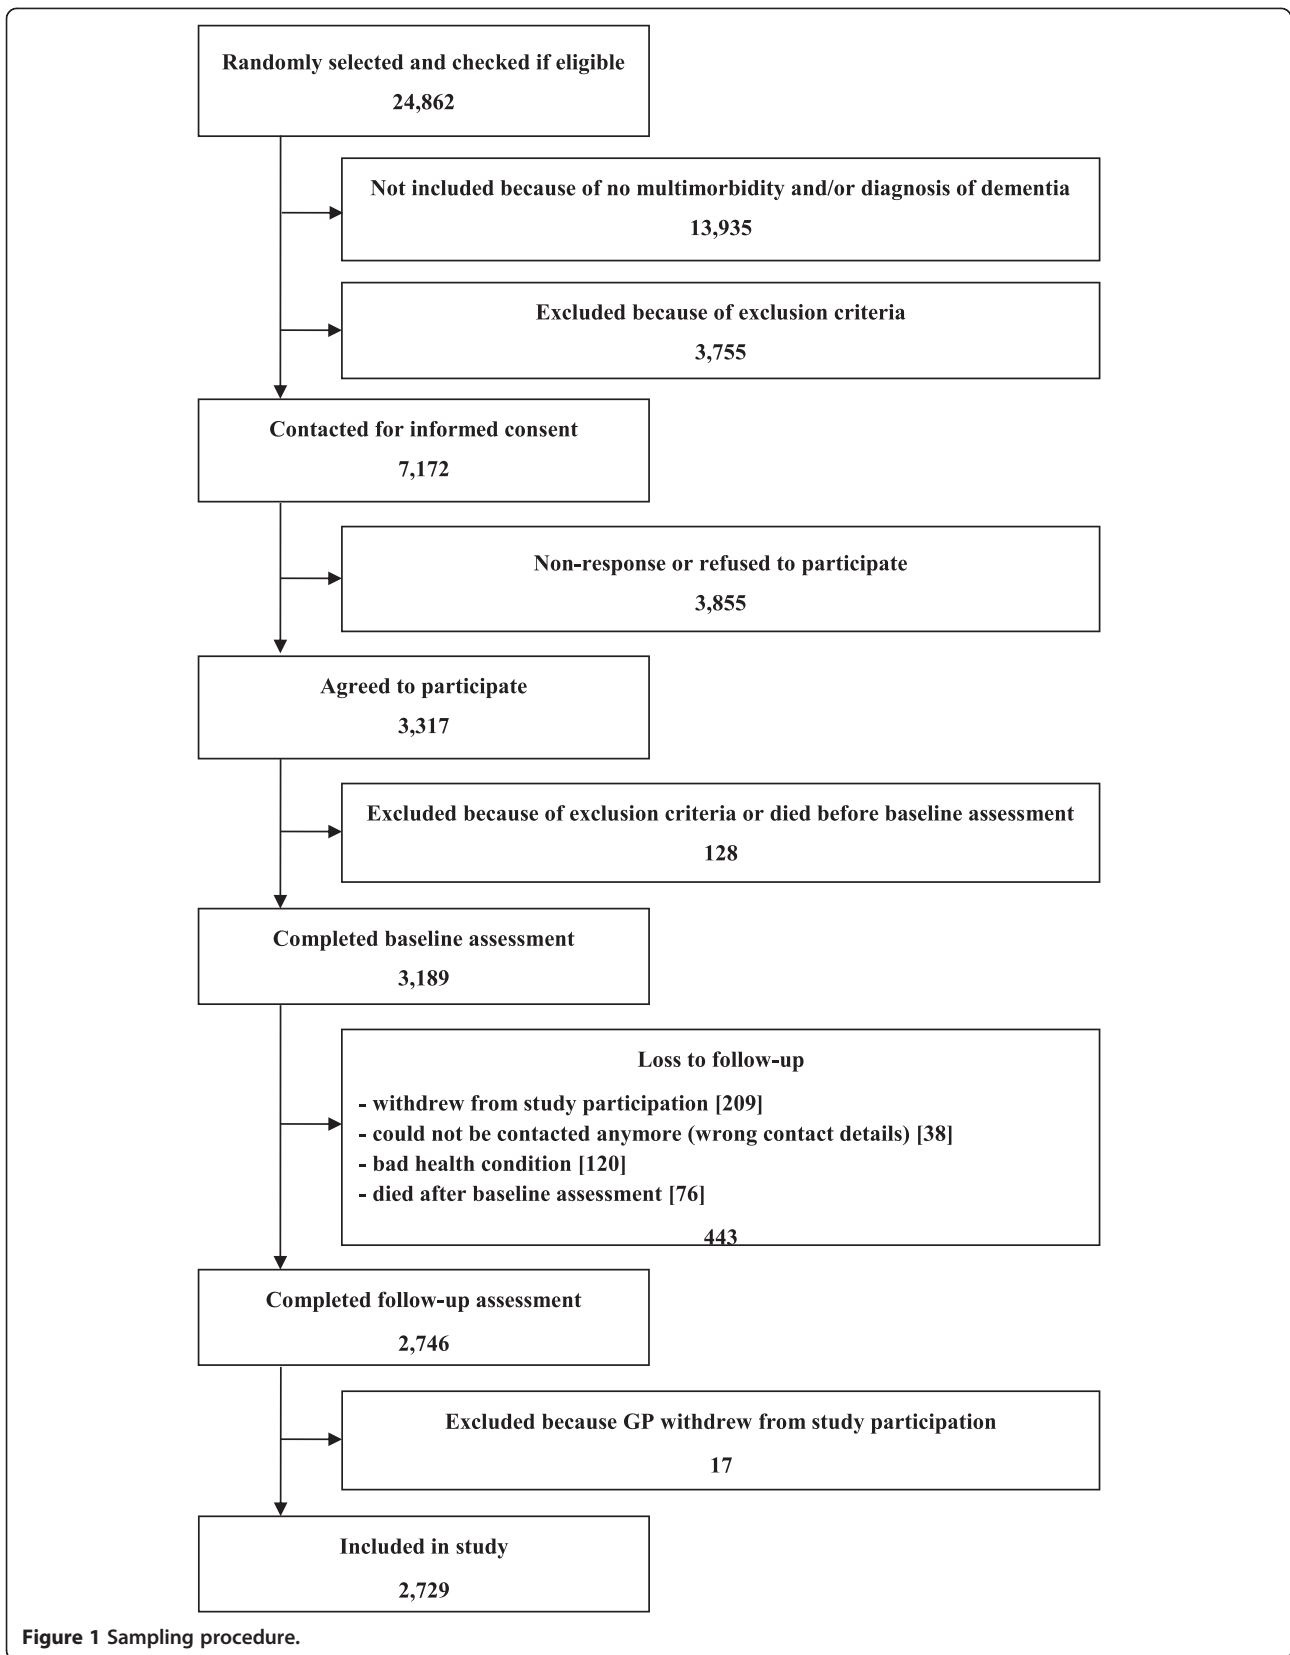 Randomly selected and checked if eligible
24,862
Not included because of no multimorbidity and/or diagnosis of dementia
13,935
Excluded because of exclusion criteria
3,755
Contacted for informed consent
7,172
Non-response or refused to participate
3,855
Agreed to participate
3,317
Excluded because of exclusion criteria or died before baseline assessment
128
Completed baseline assessment
3,189
Loss to follow-up
- withdrew from study participation [209]
- could not be contacted anymore (wrong contact details) [38]
- bad health condition [120]
- died after baseline assessment [76]
443
Completed follow-up assessment
2,746
Excluded because GP withdrew from study participation
17
Included in study
2,729
Figure 1 Sampling procedure.